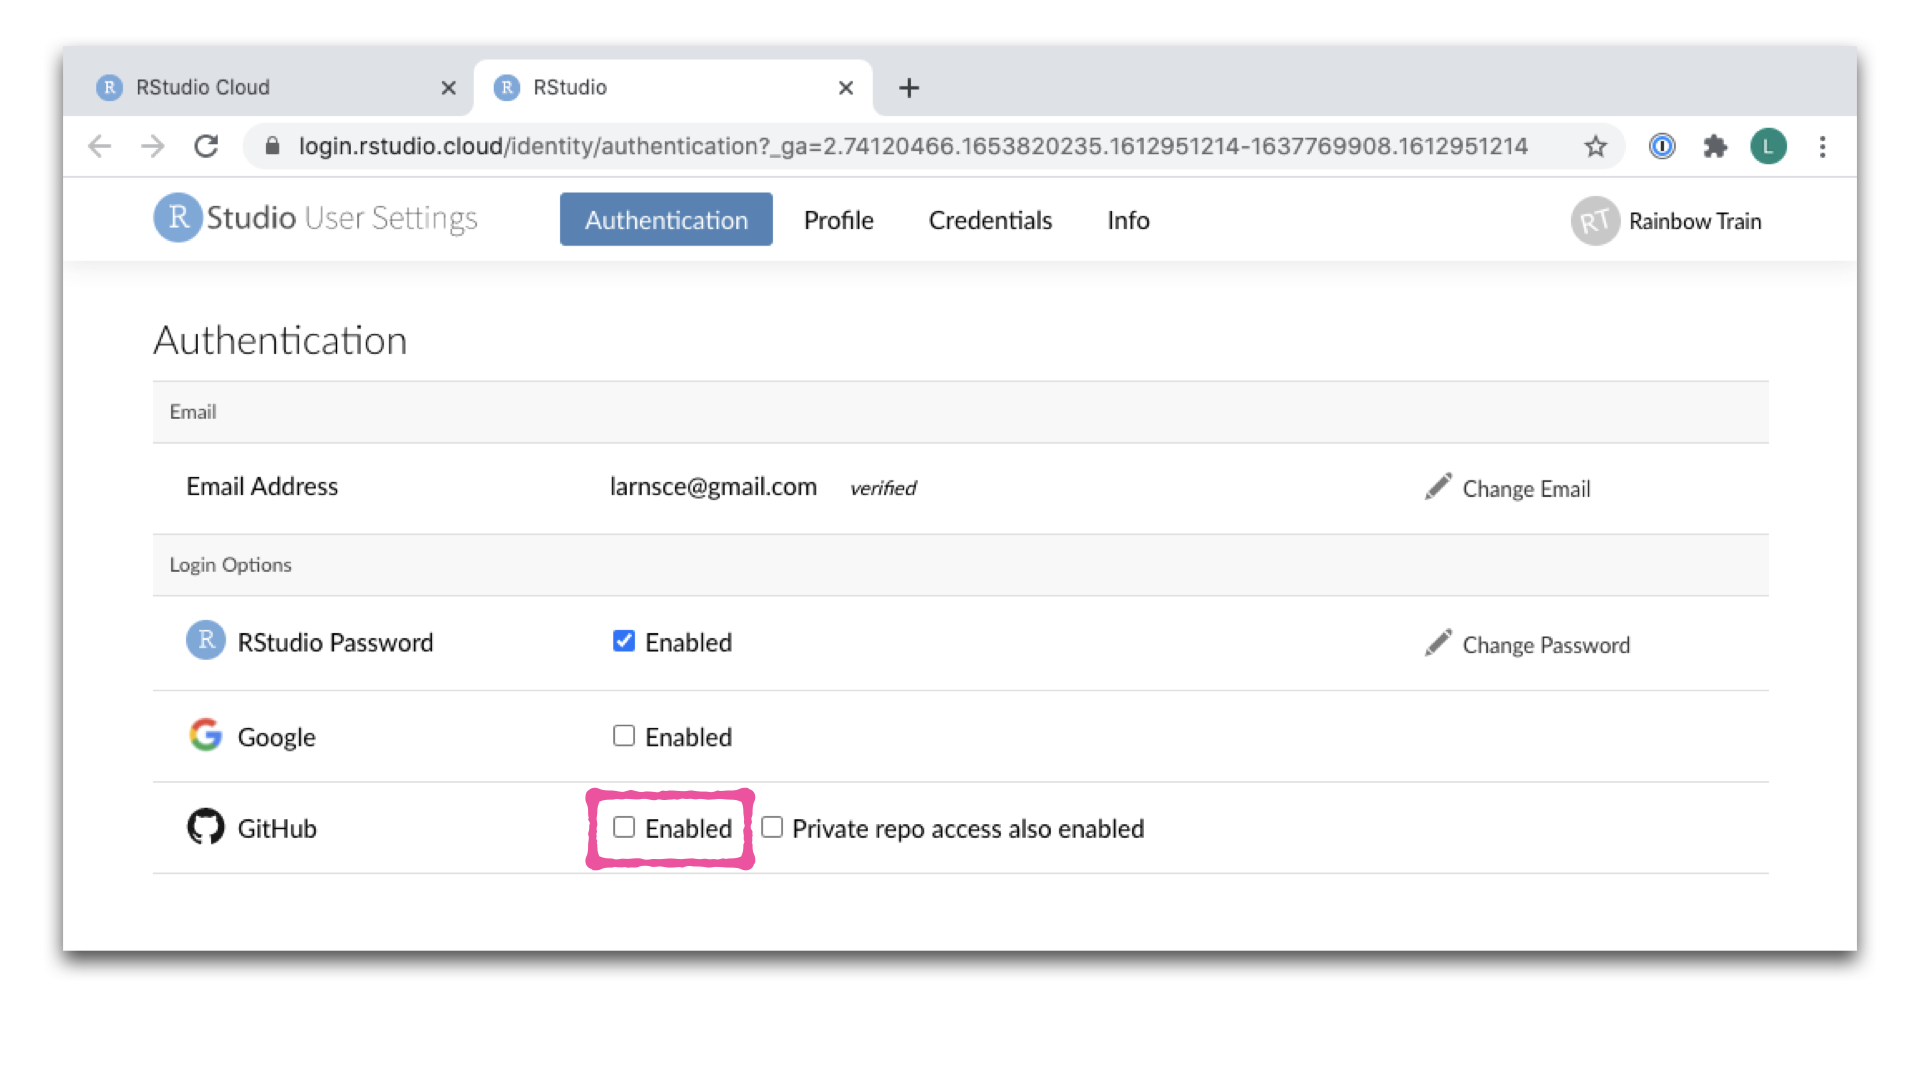 R RStudio Cloud R RStudio
login.rstudio.cloud/identity/authentication?_ga=2.74120466.1653820235.1612951214-1637769908.1612951214 L
R Studio User Settings Authentication Profile Credentials Info RT Rainbow Train
Authentication
Email
Email Address larnsce@gmail.com verified Change Email
Login Options
R RStudio Password Enabled Change Password
Google Enabled
GitHub Enabled Private repo access also enabled